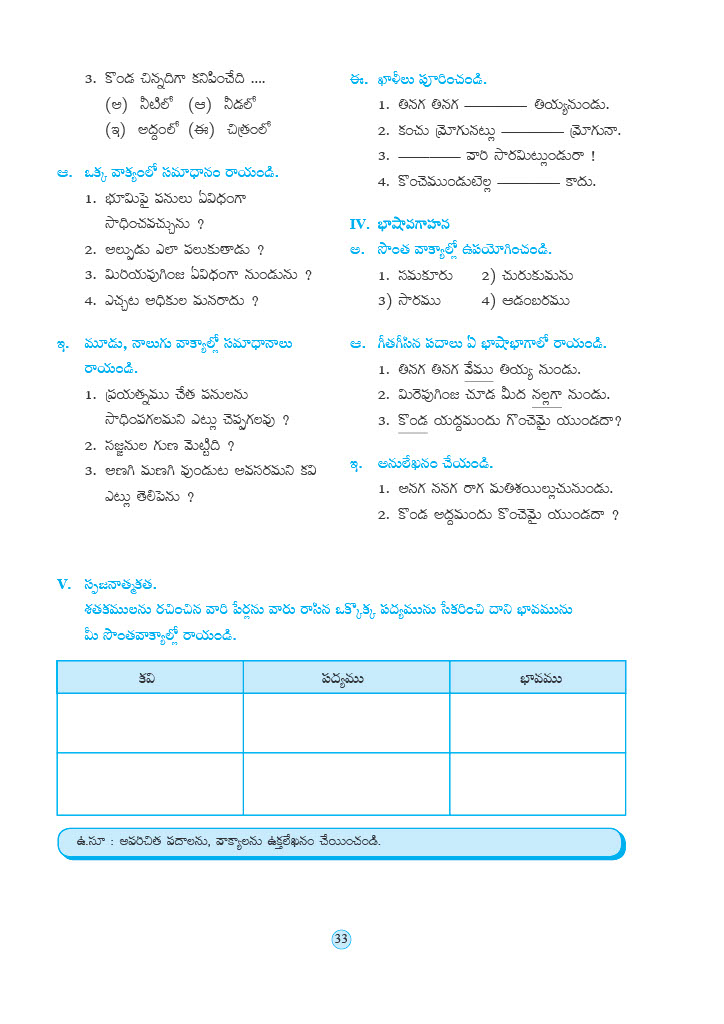 3. కొండ చిన్నదిగా కనిపించేది ....
(అ) నీటిలో (ఆ) నీడలో
(ఇ) అద్దంలో (ఈ) చిత్రంలో
ఆ. ఒక్క వాక్యంలో సమాధానం రాయండి.
1. భూమిపై పనులు ఏవిధంగా
సాధించవచ్చును ?
2. అల్పుడు ఎలా పలుకుతాడు ?
3. మిరియపుగింజ ఏవిధంగా నుండును ?
4. ఎచ్చట అధికుల మనరాదు ?
ఇ. మూడు, నాలుగు వాక్యాల్లో సమాధానాలు
రాయండి.
1. ప్రయత్నము చేత పనులను
సాధింపగలమని ఎట్లు చెప్పగలవు ?
2. సజ్జనుల గుణ మెట్టిది ?
3. అణగి మణగి వుండుట అవసరమని కవి
ఎట్లు తెలిపెను ?
ఈ. ఖాళీలు పూరించండి.
1. తినగ తినగ ———— తియ్యనుండు.
2. కంచు మ్రోగునట్లు ———— మ్రోగునా.
3. ———— వారి సారమిట్లుండురా !
4. కొంచెముండుటెల్ల ———— కాదు.
IV. భాషావగాహన
అ. సొంత వాక్యాల్లో ఉపయోగించండి.
1. సమకూరు 2) చురుకుమను
3) సారము 4) ఆడంబరము
ఆ. గీతగీసిన పదాలు ఏ భాషాభాగాలో రాయండి.
1. తినగ తినగ వేము తియ్య నుండు.
2. మిరెపుగింజ చూడ మీద నల్లగా నుండు.
3. కొండ యద్దమందు గొంచెమై యుండదా?
ఇ. అనులేఖనం చేయండి.
1. అనగ ననగ రాగ మతిశయిల్లుచునుండు.
2. కొండ అద్దమందు కొంచెమై యుండదా ?
V. సృజనాత్మకత.
శతకములను రచించిన వారి పేర్లను వారు రాసిన ఒక్కొక్క పద్యమును సేకరించి దాని భావమును
మీ సొంతవాక్యాల్లో రాయండి.
కవి పద్యము భావము
ఉ.సూ : అపరిచిత పదాలను, వాక్యాలను ఉక్తలేఖనం చేయించండి.
33